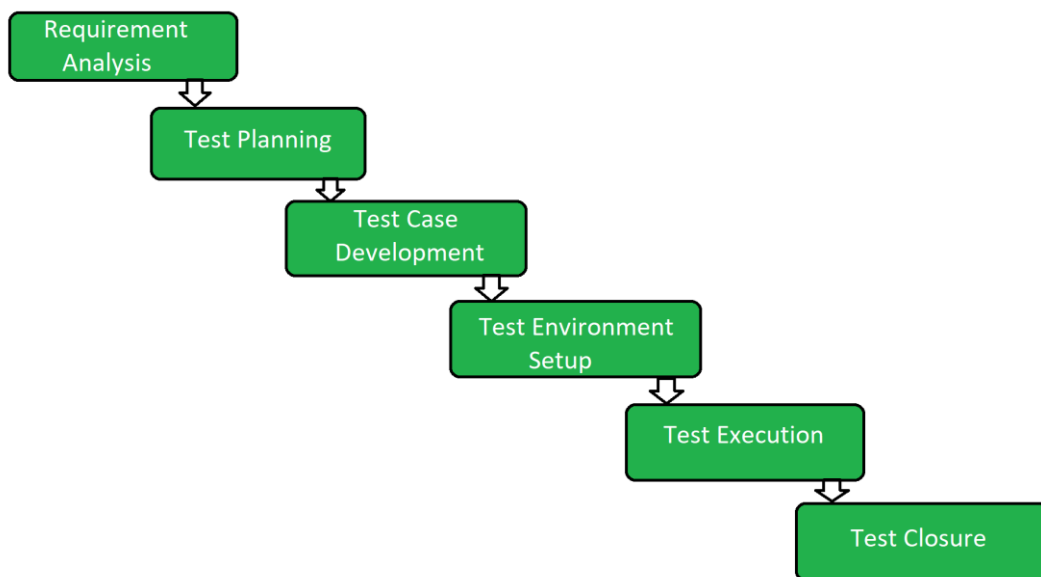 Requirement
Analysis
Test Planning
Test Case
Development
Test Environment
Setup
Test Execution
Test Closure